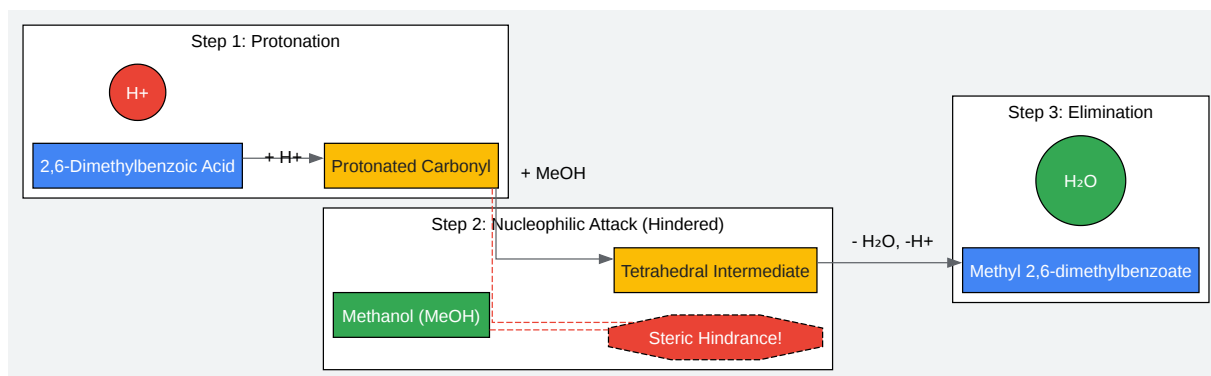 Step 1: Protonation
H+
2,6-Dimethylbenzoic Acid
+ H+
Protonated Carbonyl
+ MeOH
Step 2: Nucleophilic Attack (Hindered)
Tetrahedral Intermediate
Methanol (MeOH)
Steric Hindrance!
- H₂O, -H+
Step 3: Elimination
H₂O
Methyl 2,6-dimethylbenzoate